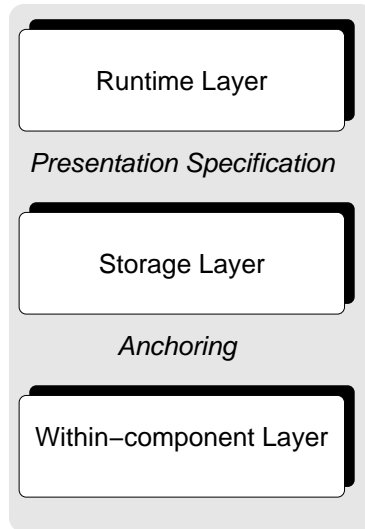 Runtime Layer
Presentation Specification
Storage Layer
Anchoring
Within−component Layer